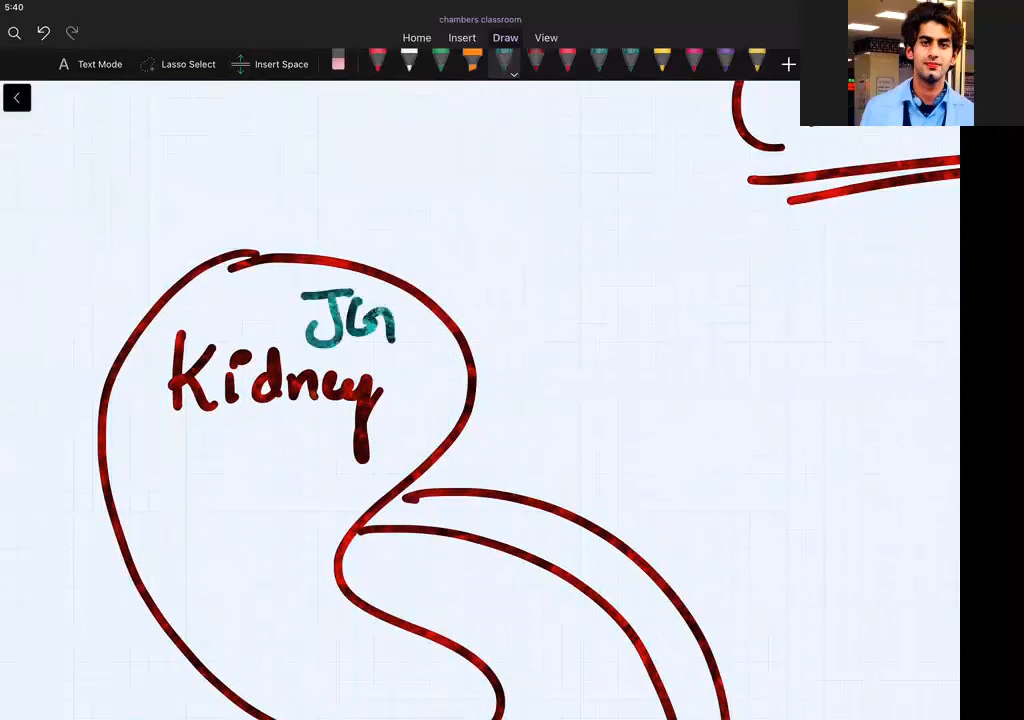 5:40
chambers classroom
Home Insert Draw View
A Text Mode Lasso Select Insert Space
JG
Kidney